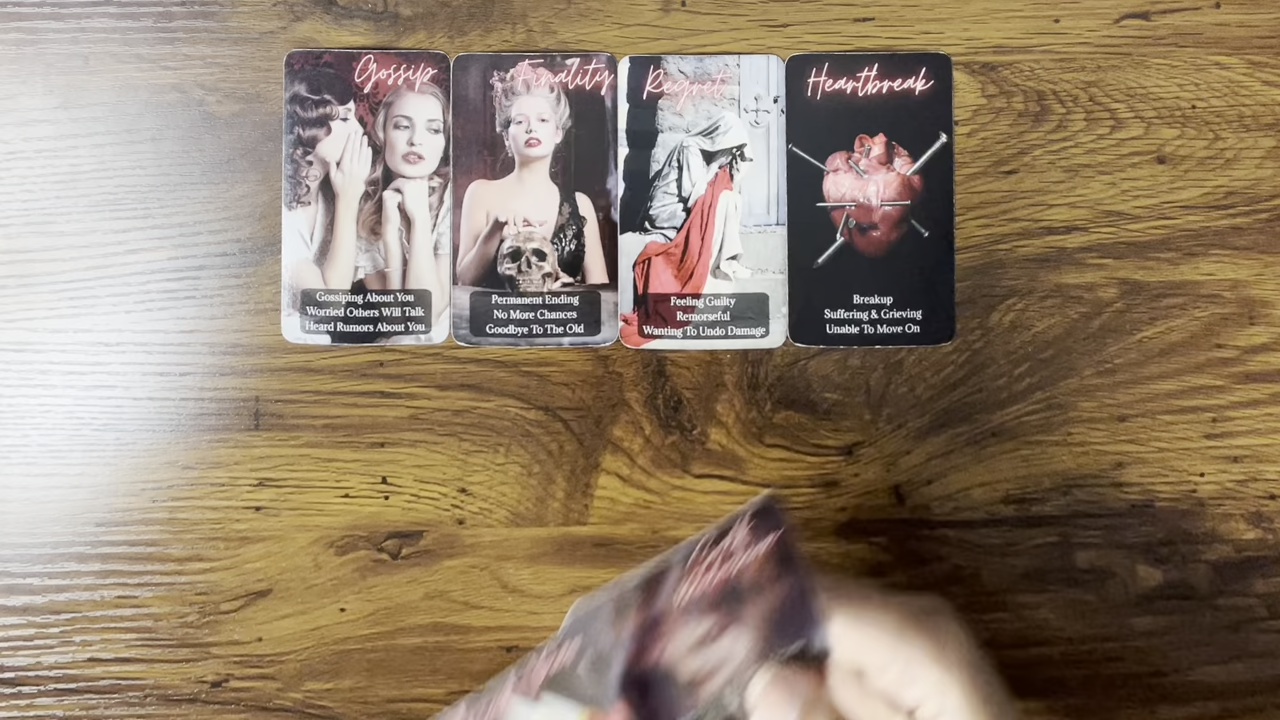 Gossip
Gossiping About You
Worried Others Will Talk
Heard Rumors About You
Finality
Permanent Ending
No More Chances
Goodbye To The Old
Regret
Feeling Guilty
Remorseful
Wanting To Undo Damage
Heartbreak
Breakup
Suffering & Grieving
Unable To Move On